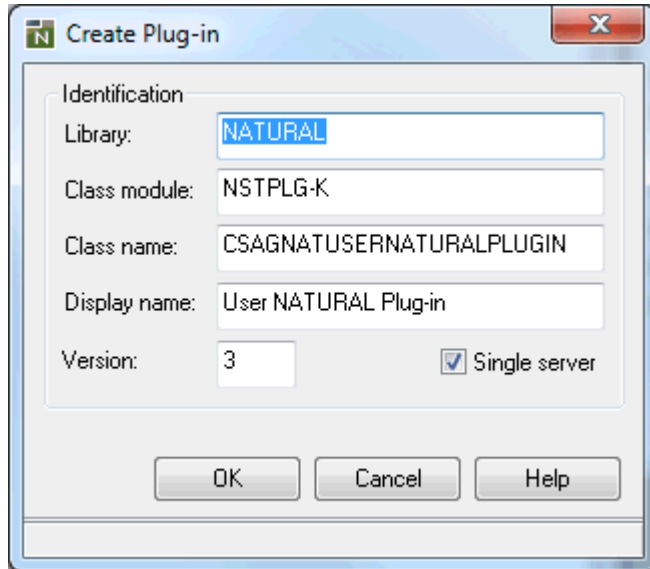 Create Plug-in
Identification
Library: NATURAL
Class module: NSTPLG-K
Class name: CSAGNATUSERNATURALPLUGIN
Display name: User NATURAL Plug-in
Version: 3 Single server
OK Cancel Help